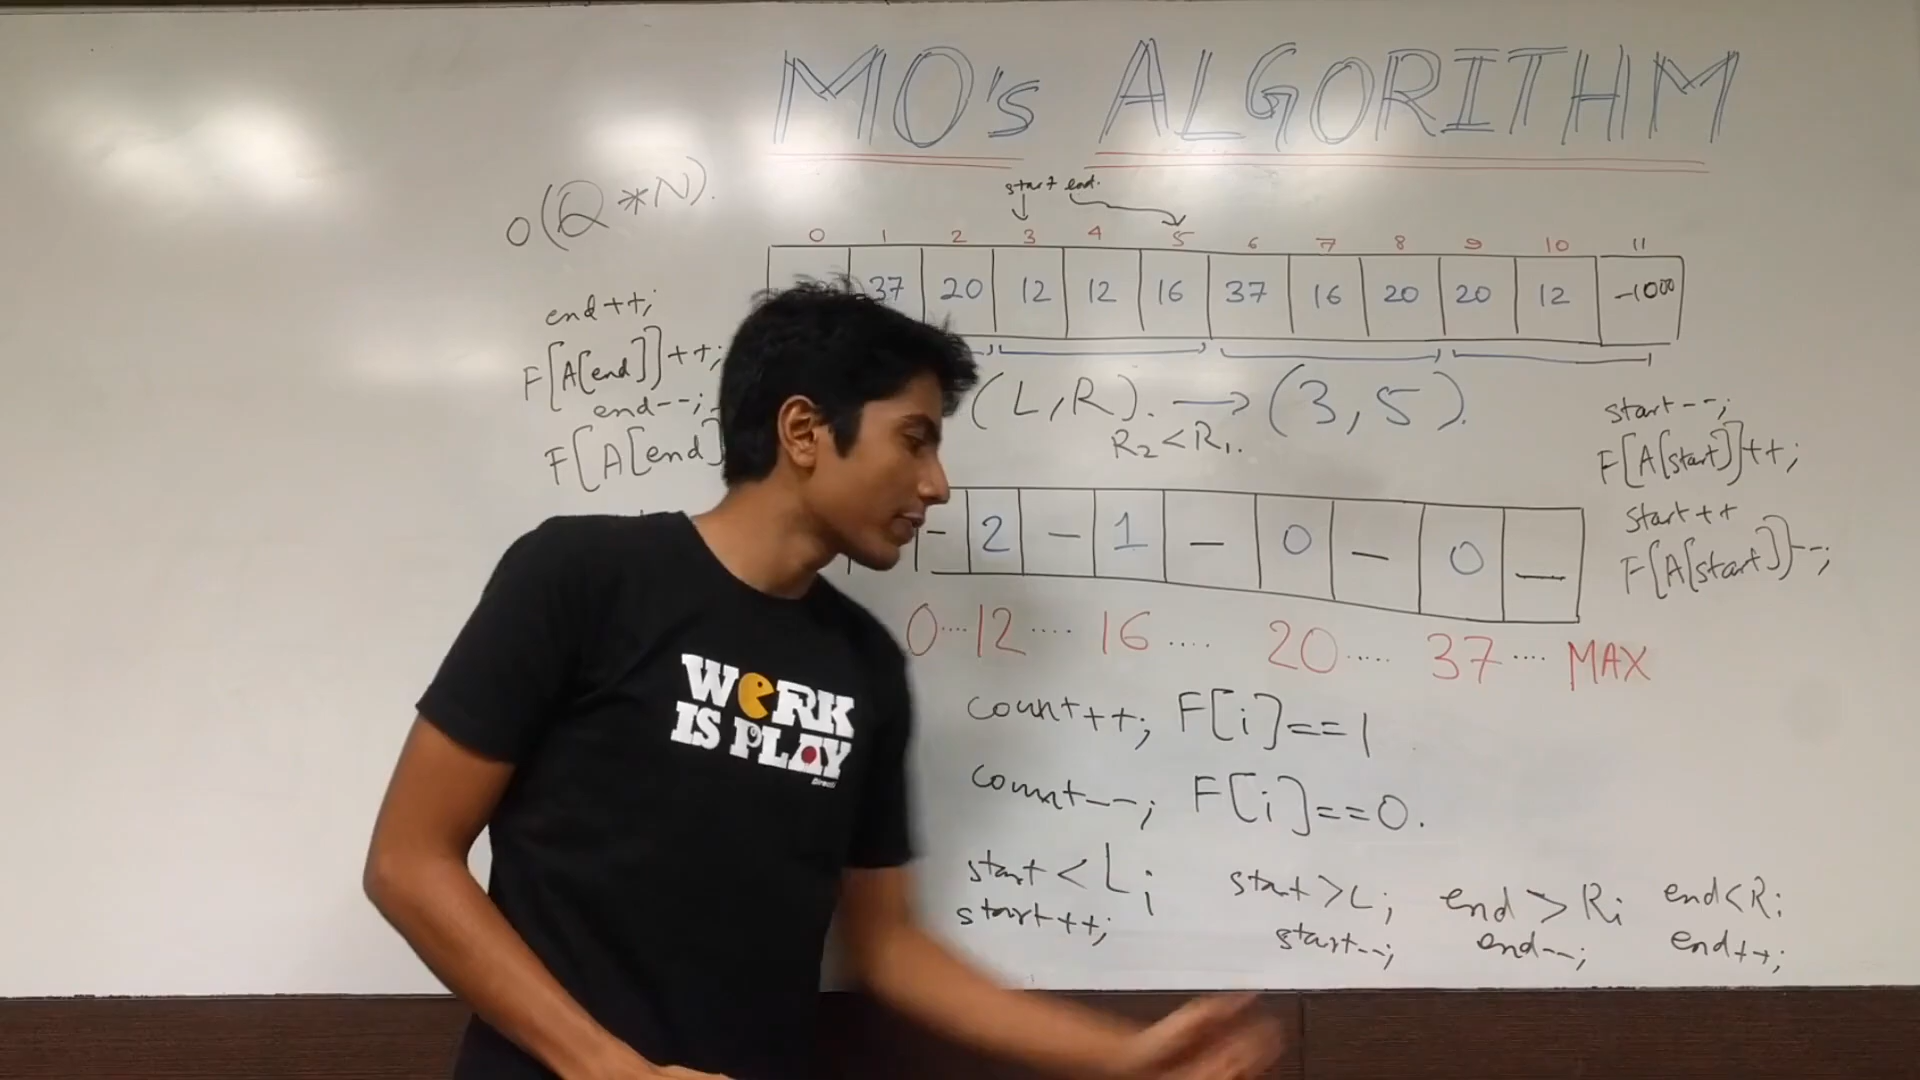 MO's ALGORITHM
start end.
O(Q*N).
0 1 2 3 4 5 6 7 8 9 10 11
37 20 12 12 16 37 16 20 20 12 -1000
end++;
F[A[end]]++;
end--;
F[A[end]
(L,R). → (3,5).
R2<R1.
start--;
F[A[start]]++;
start++
F[A[start]]--;
- 2 - 1 - 0 - 0 -
0...12.... 16.... 20..... 37.... MAX
count++; F[i]==1
count--; F[i]==0.
start < L;
start++;
start>L;
start--;
end > R;
end--;
end<R;
end++;
WORK
IS PLAY